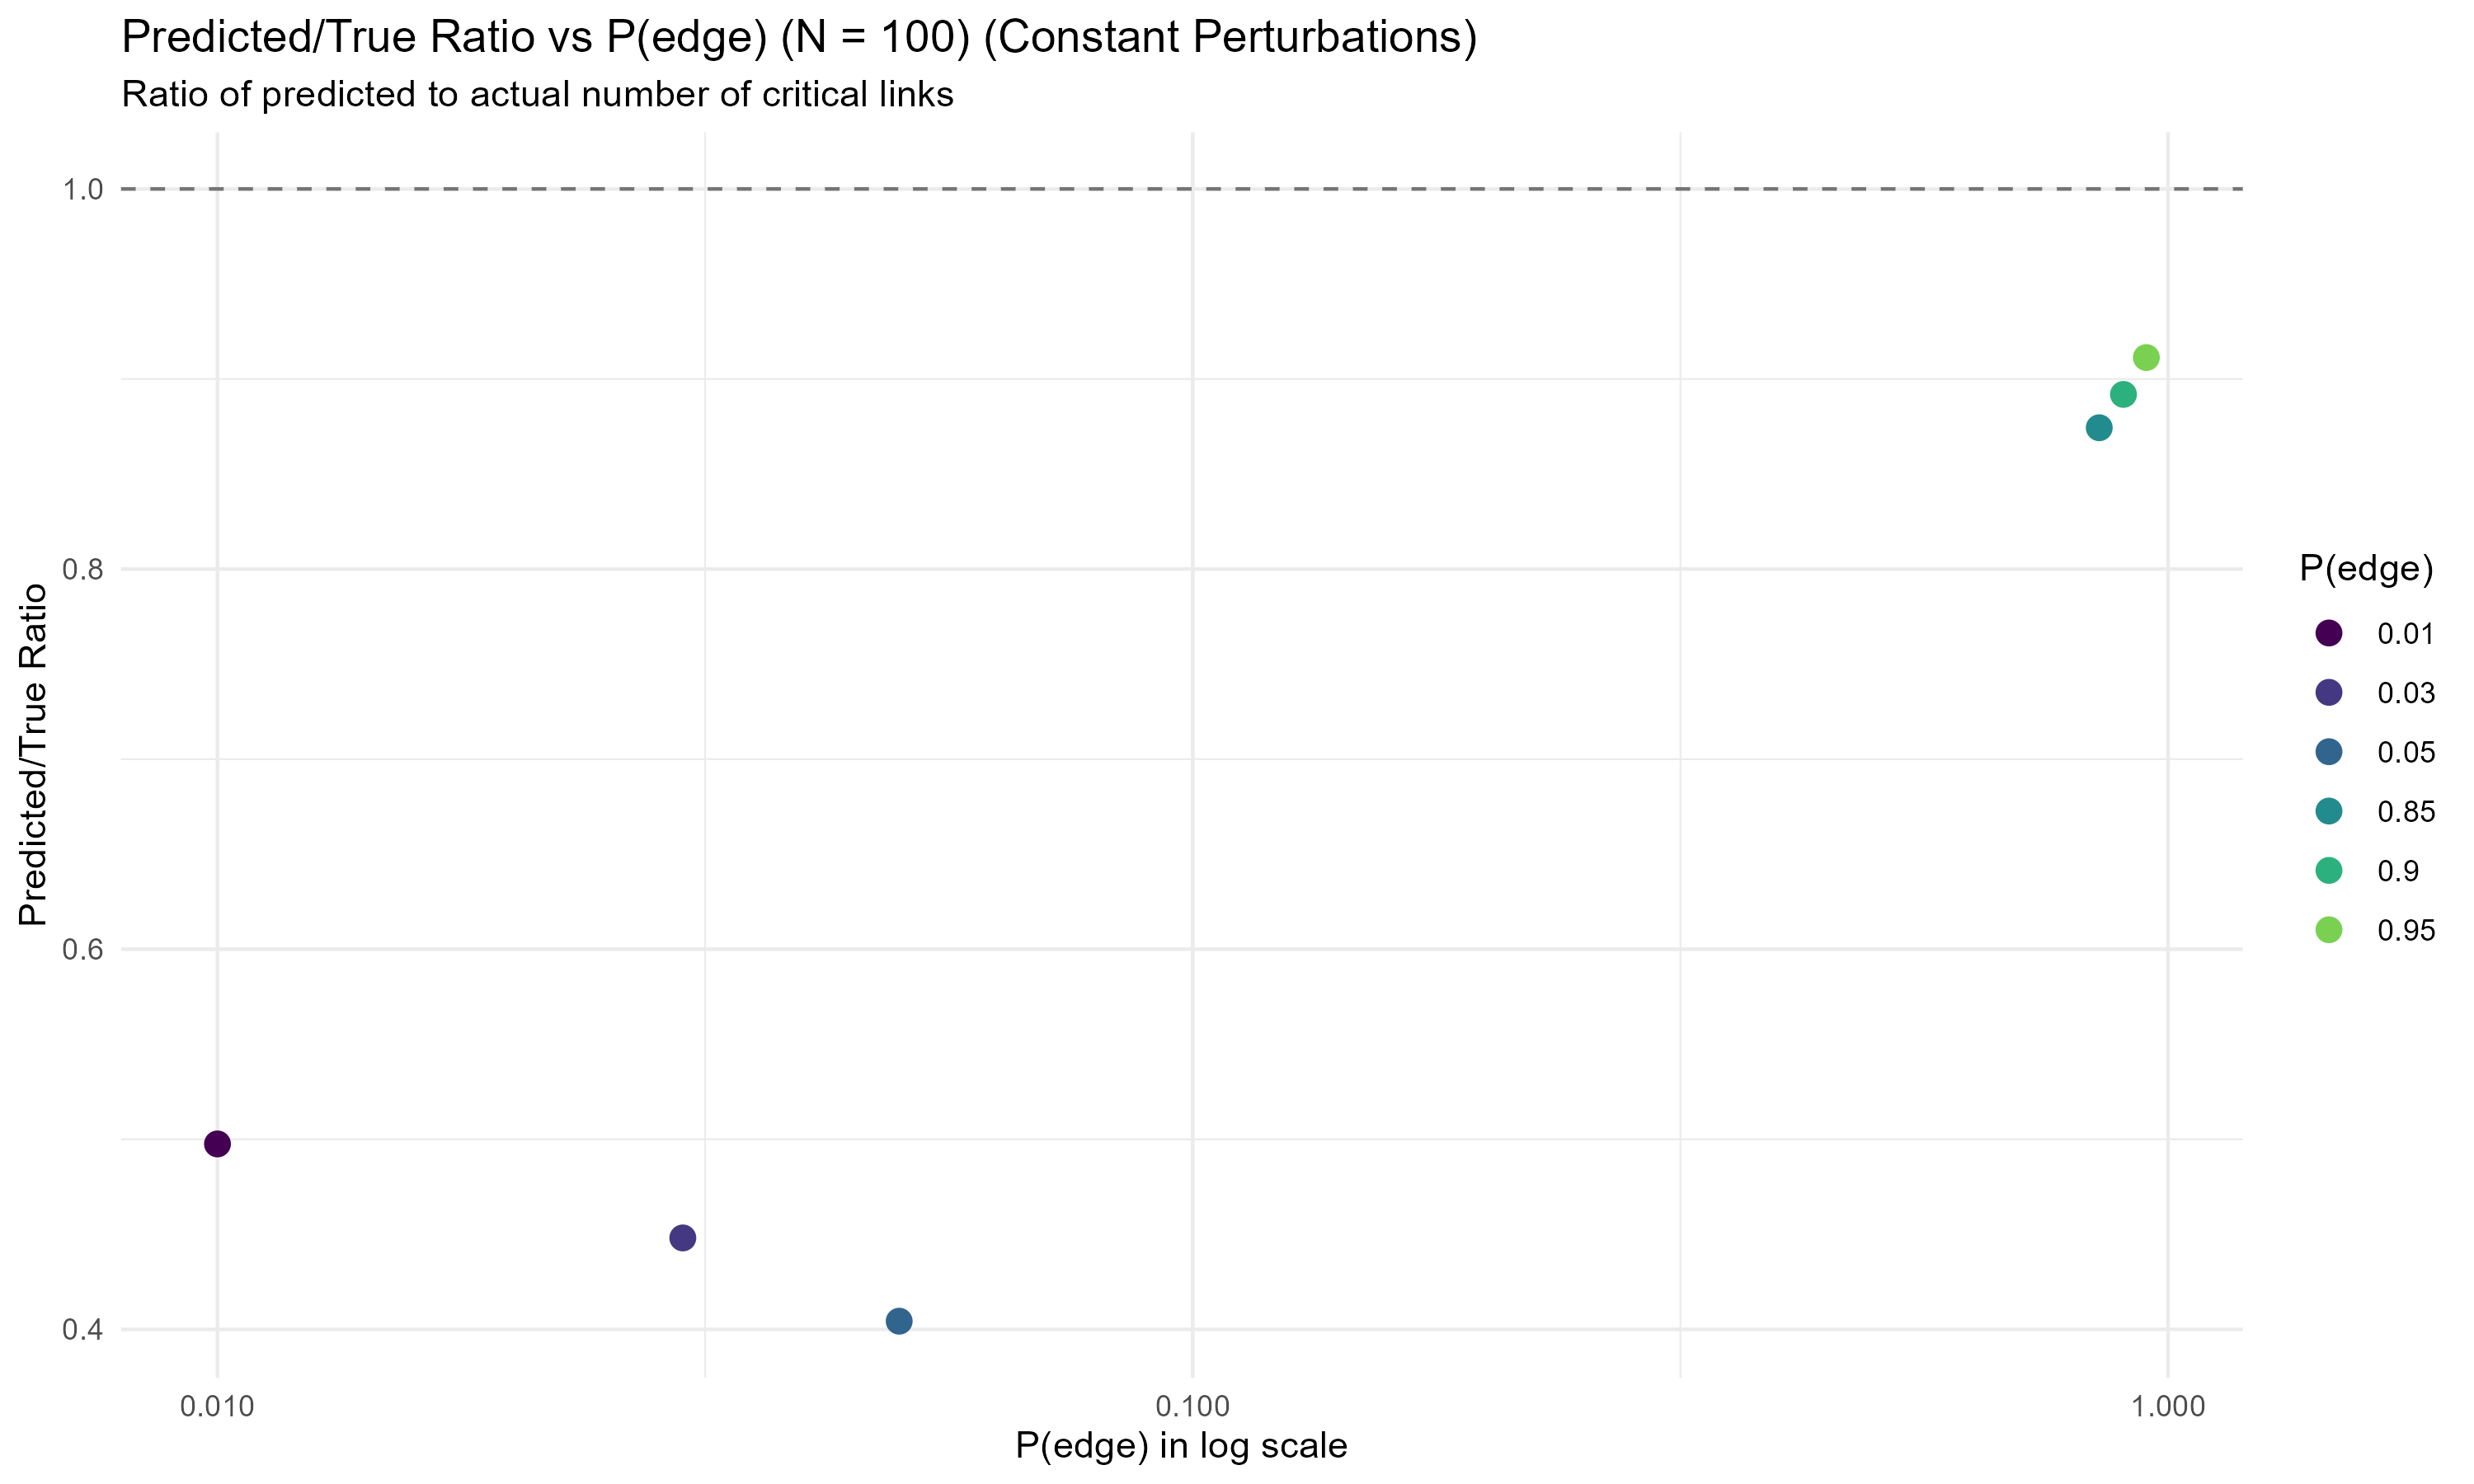 Predicted/True Ratio vs P(edge) (N = 100) (Constant Perturbations)
Ratio of predicted to actual number of critical links
Predicted/True Ratio
1.0
0.8
0.6
0.4
0.010
0.100
1.000
P(edge) in log scale
P(edge)
0.01
0.03
0.05
0.85
0.9
0.95